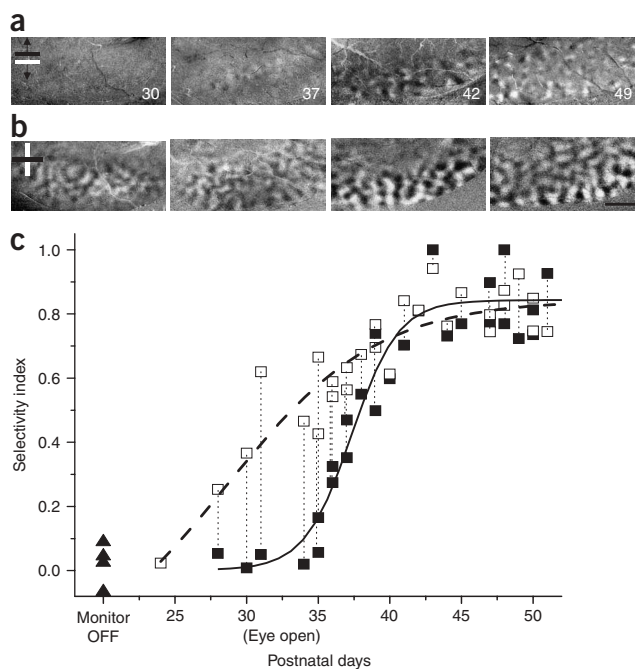 a
30 37 42 49
b
c
1.0
0.8
0.6
0.4
0.2
0.0
Selectivity index
Monitor OFF
25 30 35 40 45 50
(Eye open)
Postnatal days